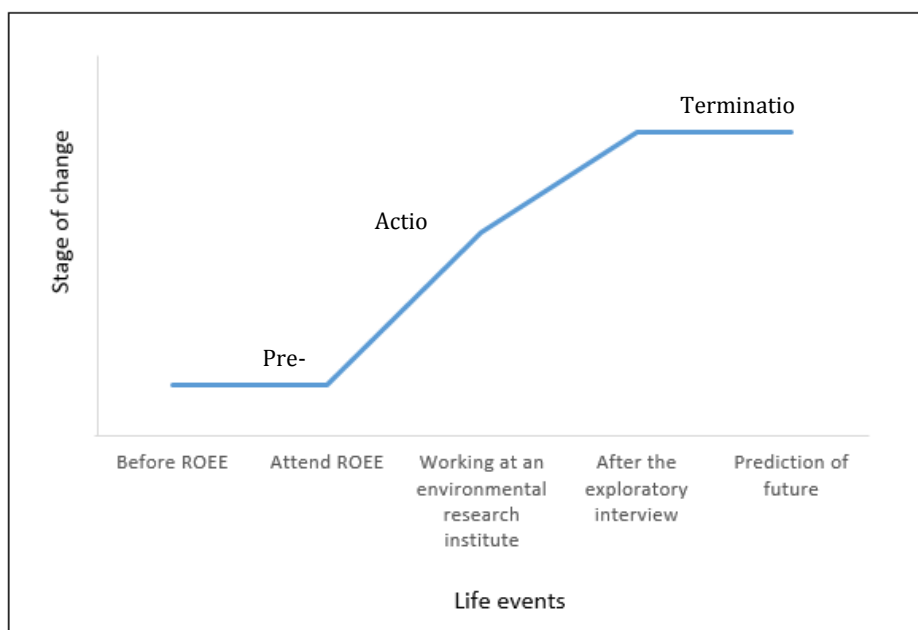 Terminatio
Stage of change
Actio
Pre-
Before ROEE
Attend ROEE
Working at an
environmental
research
institute
After the
exploratory
interview
Prediction of
future
Life events